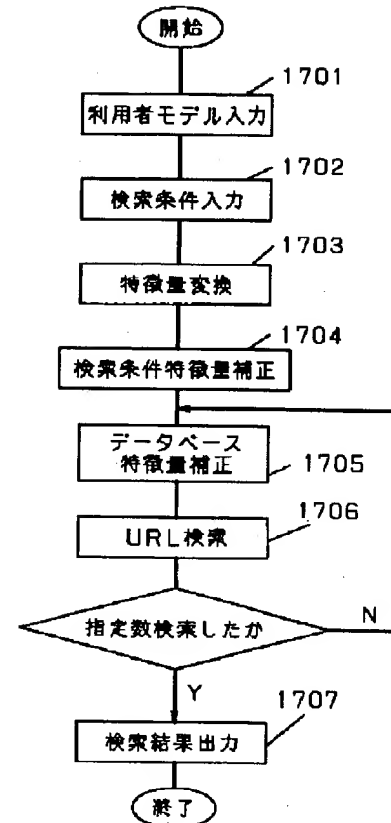 開始
1701
利用者モデル入力
1702
検索条件入力
1703
特徴量変換
1704
検索条件特徴量補正
データベース
特徴量補正
1705
1706
URL検索
指定数検索したか
N
Y
1707
検索結果出力
終了